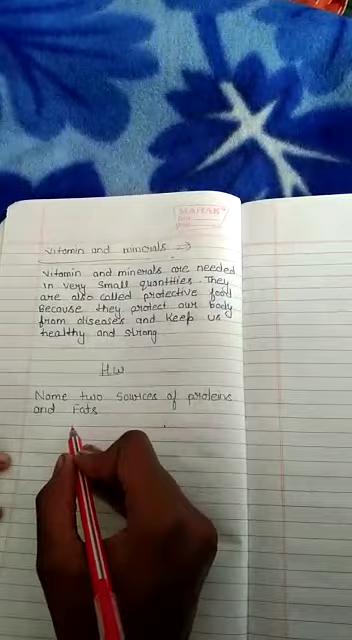 MAHAK
Vitamin and minerals →
Vitamin and minerals are needed
in very small quantities. They
are also called protective food
Because they protect our body
from diseases and keep us
healthy and strong
H.W
Name two sources of proteins
and Fats